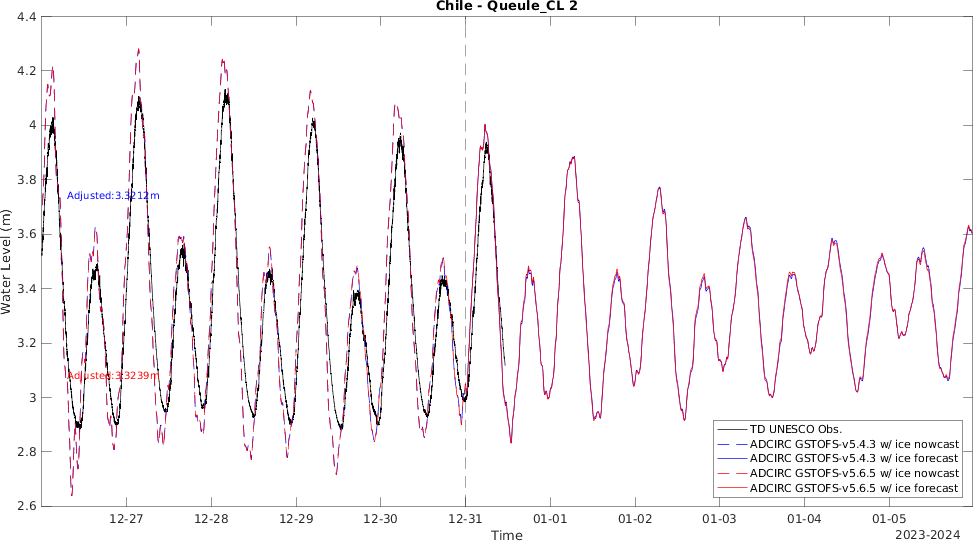 Chile - Queule_CL 2
4.4
4.2
4
3.8
3.6
3.4
3.2
3
2.8
2.6
Water Level (m)
Adjusted:3.3212m
Adjusted:3.3239m
TD UNESCO Obs.
ADCIRC GSTOFS-v5.4.3 w/ ice nowcast
ADCIRC GSTOFS-v5.4.3 w/ ice forecast
ADCIRC GSTOFS-v5.6.5 w/ ice nowcast
ADCIRC GSTOFS-v5.6.5 w/ ice forecast
12-27 12-28 12-29 12-30 12-31 01-01 01-02 01-03 01-04 01-05
Time
2023-2024